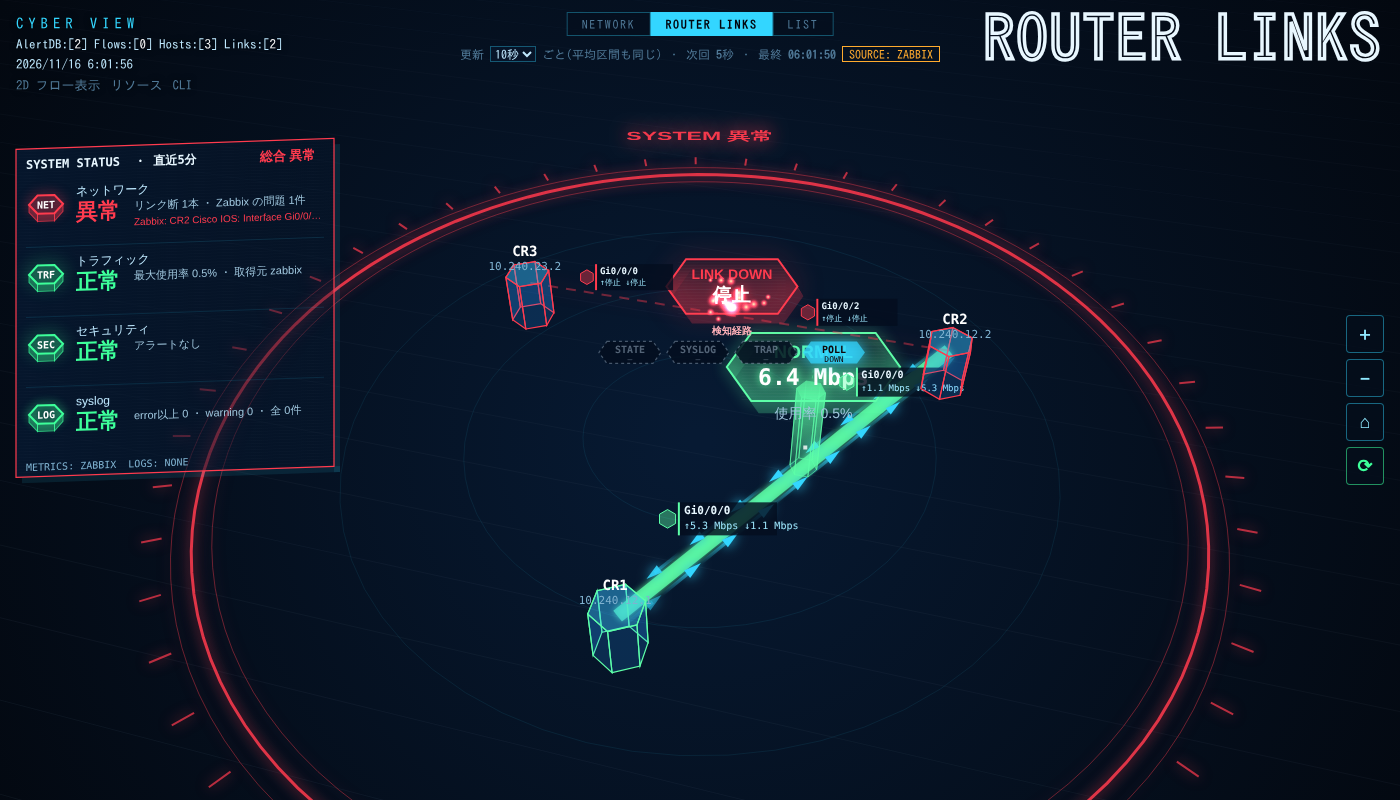 CYBER VIEW
AlertDB:[2] Flows:[0] Hosts:[3] Links:[2]
2026/11/16 6:01:56
2D フロー表示 リソース CLI
NETWORK ROUTER LINKS LIST
更新 10秒 ごと(平均区間も同じ) ・ 次回 5秒 ・ 最終 06:01:50 SOURCE: ZABBIX
ROUTER LINKS
SYSTEM 異常
SYSTEM STATUS ・ 直近5分 総合 異常
NET
ネットワーク
異常
リンク断 1本 ・ Zabbix の問題 1件
Zabbix: CR2 Cisco IOS: Interface Gi0/0/...
TRF
トラフィック
正常
最大使用率 0.5% ・ 取得元 zabbix
SEC
セキュリティ
正常
アラートなし
LOG
syslog
正常
error以上 0 ・ warning 0 ・ 全 0件
METRICS: ZABBIX LOGS: NONE
CR3
10.240.23.2
Gi0/0/0
↑停止 ↓停止
LINK DOWN
停止
検知経路
Gi0/0/2
↑停止 ↓停止
CR2
10.240.12.2
STATE SYSLOG TRAP POLL
DOWN
6.4 Mbp
使用率 0.5%
Gi0/0/0
↑1.1 Mbps ↓5.3 Mbps
Gi0/0/0
↑5.3 Mbps ↓1.1 Mbps
CR1
10.240
+
−
⌂
⟳